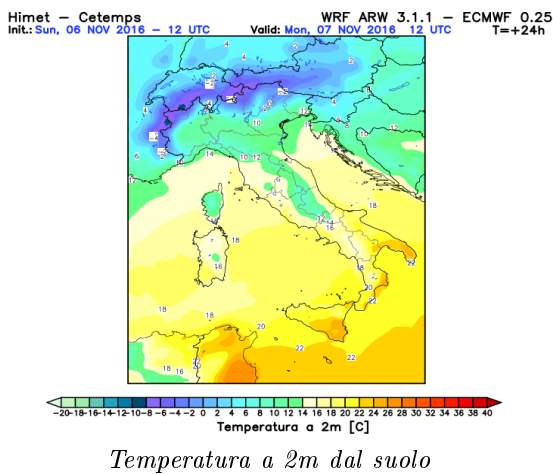 Himet – Cetemps WRF ARW 3.1.1 – ECMWF 0.25
Init.: Sun, 06 NOV 2016 – 12 UTC Valid: Mon, 07 NOV 2016 12 UTC T=+24h
-20 -18 -16 -14 -12 -10 -8 -6 -4 -2 0 2 4 6 8 10 12 14 16 18 20 22 24 26 28 30 32 34 36 38 40
Temperatura a 2m [C]
Temperatura a 2m dal suolo